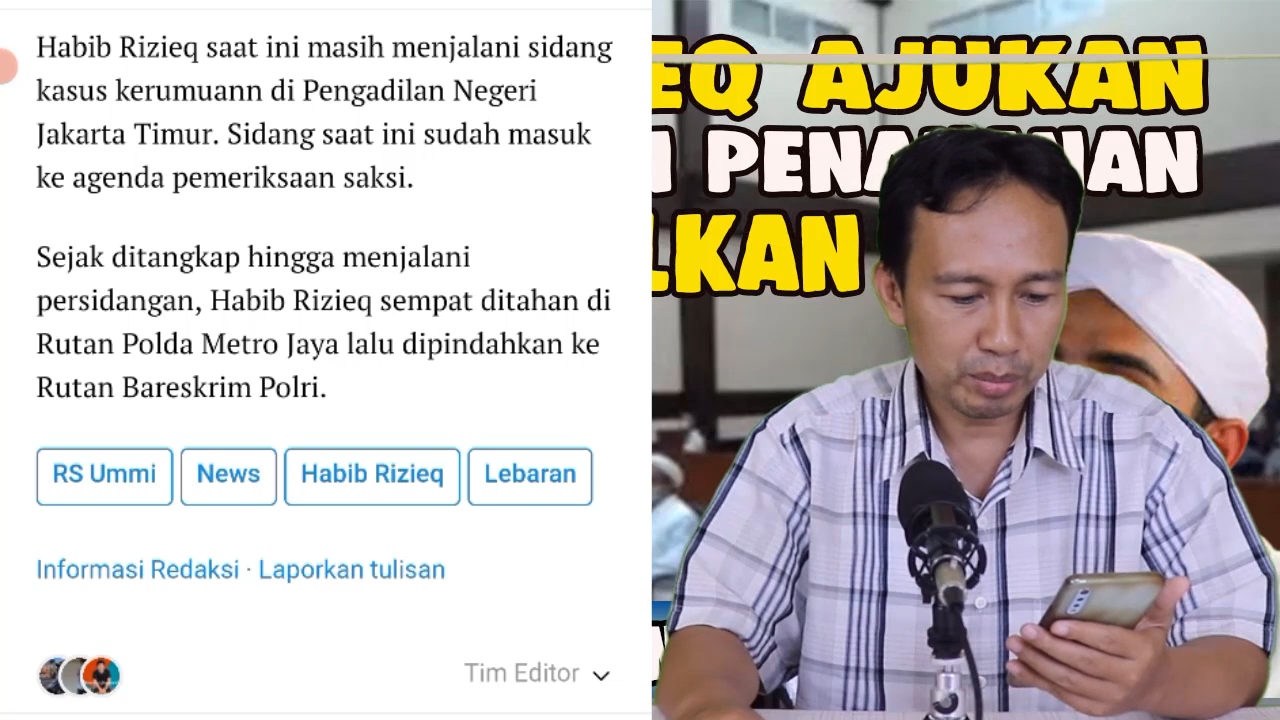 Habib Rizieq saat ini masih menjalani sidang
kasus kerumuann di Pengadilan Negeri
Jakarta Timur. Sidang saat ini sudah masuk
ke agenda pemeriksaan saksi.
Sejak ditangkap hingga menjalani
persidangan, Habib Rizieq sempat ditahan di
Rutan Polda Metro Jaya lalu dipindahkan ke
Rutan Bareskrim Polri.
RS Ummi
News
Habib Rizieq
Lebaran
Informasi Redaksi · Laporkan tulisan
Tim Editor
EQ AJUKAN